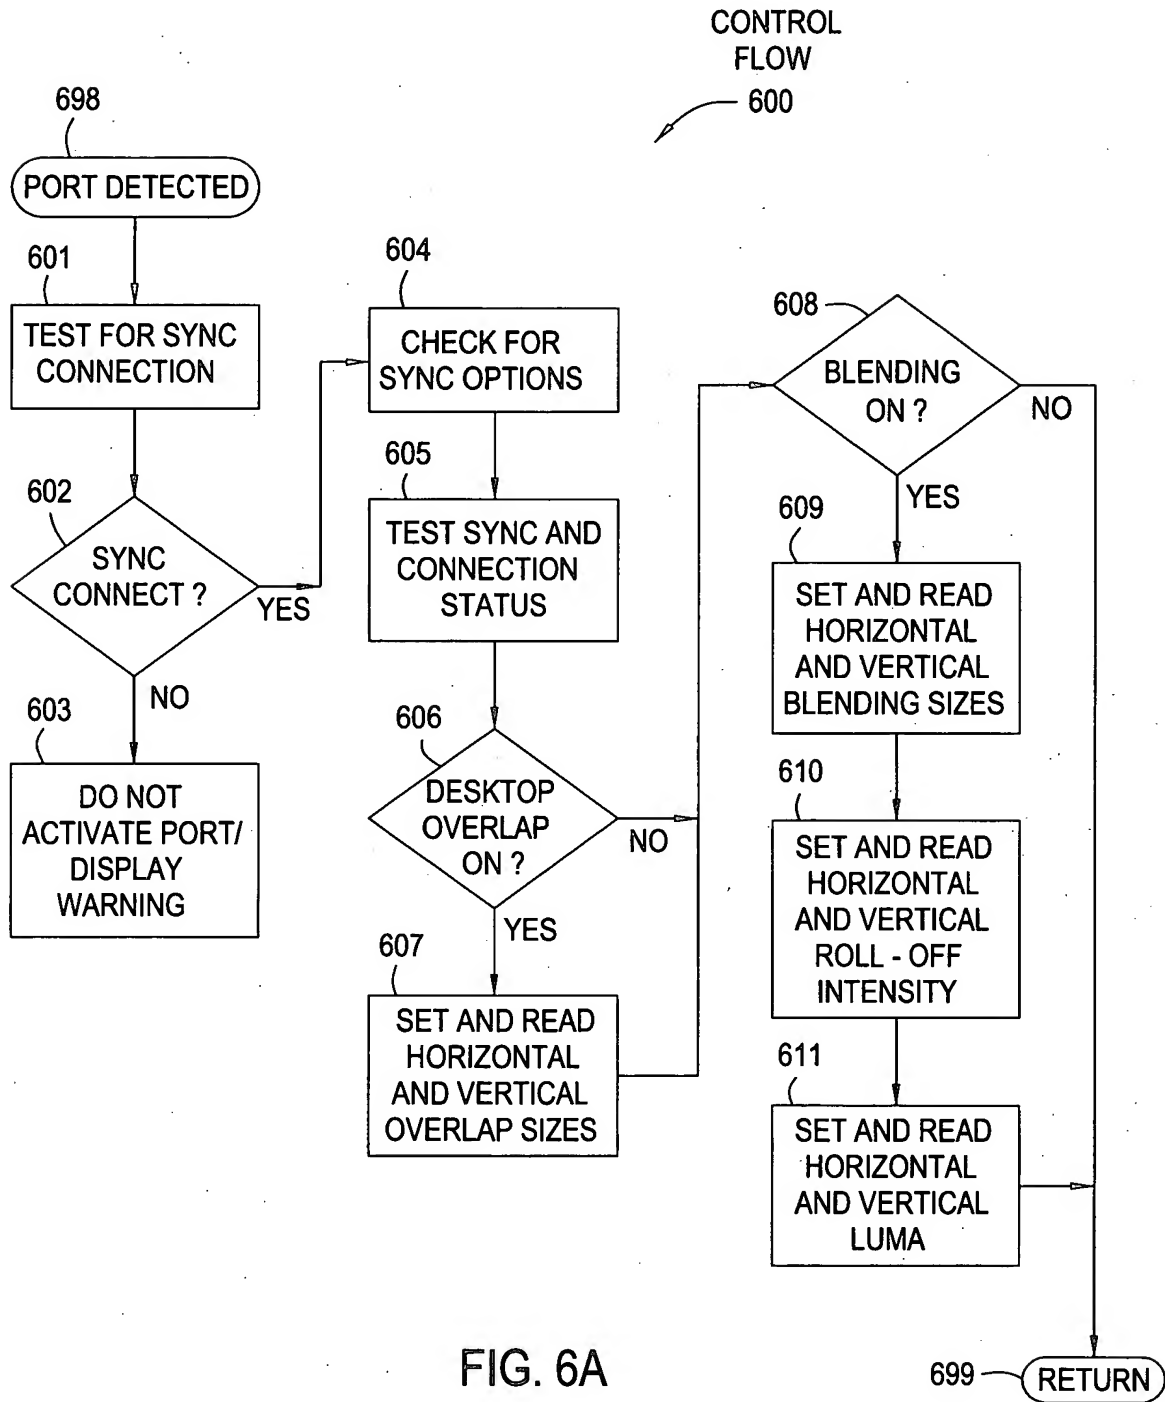 CONTROL
FLOW
600
698
PORT DETECTED
601
TEST FOR SYNC
CONNECTION
602
SYNC
CONNECT ?
YES
NO
603
DO NOT
ACTIVATE PORT/
DISPLAY
WARNING
604
CHECK FOR
SYNC OPTIONS
605
TEST SYNC AND
CONNECTION
STATUS
606
DESKTOP
OVERLAP
ON ?
NO
YES
607
SET AND READ
HORIZONTAL
AND VERTICAL
OVERLAP SIZES
608
BLENDING
ON ?
NO
YES
609
SET AND READ
HORIZONTAL
AND VERTICAL
BLENDING SIZES
610
SET AND READ
HORIZONTAL
AND VERTICAL
ROLL - OFF
INTENSITY
611
SET AND READ
HORIZONTAL
AND VERTICAL
LUMA
699
RETURN
FIG. 6A